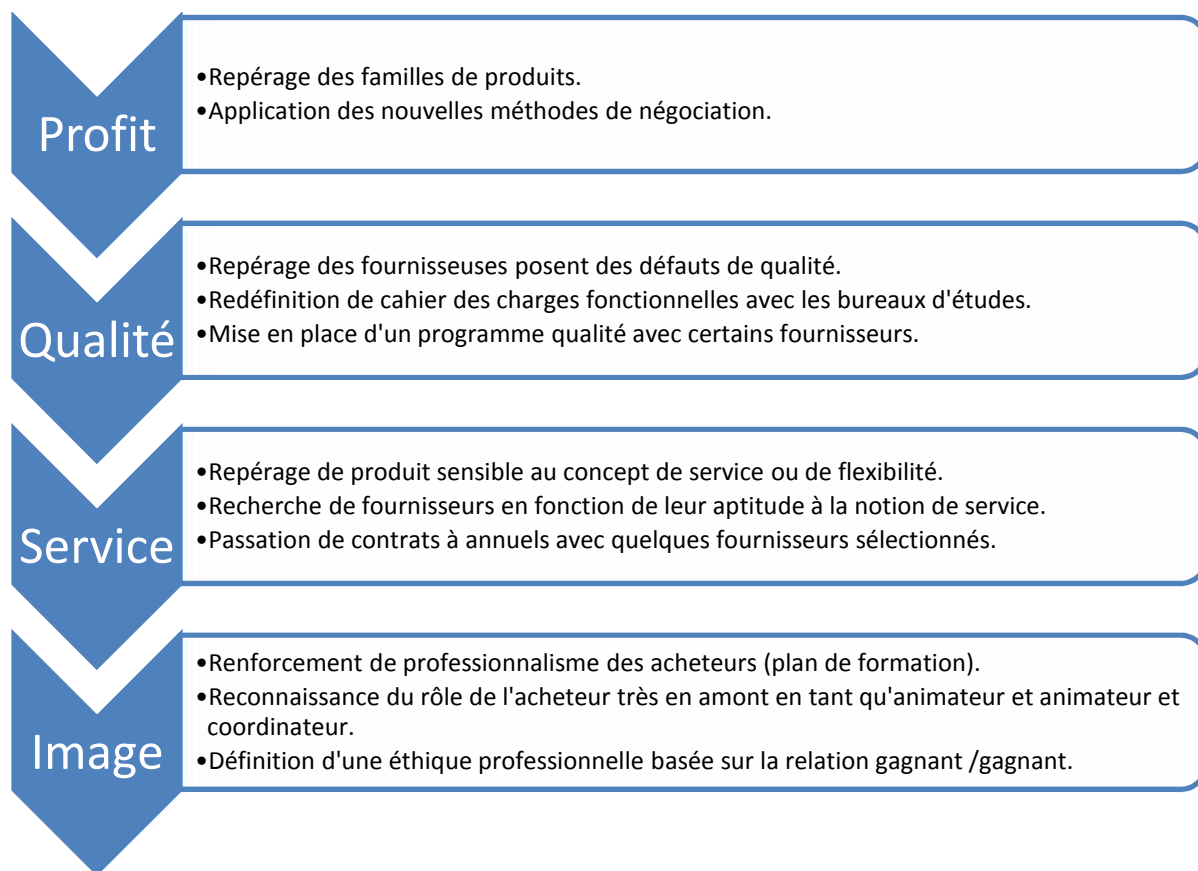 Profit
•Repérage des familles de produits.
•Application des nouvelles méthodes de négociation.
Qualité
•Repérage des fournisseuses posent des défauts de qualité.
•Redéfinition de cahier des charges fonctionnelles avec les bureaux d'études.
•Mise en place d'un programme qualité avec certains fournisseurs.
Service
•Repérage de produit sensible au concept de service ou de flexibilité.
•Recherche de fournisseurs en fonction de leur aptitude à la notion de service.
•Passation de contrats à annuels avec quelques fournisseurs sélectionnés.
Image
•Renforcement de professionnalisme des acheteurs (plan de formation).
•Reconnaissance du rôle de l'acheteur très en amont en tant qu'animateur et animateur et
coordinateur.
•Définition d'une éthique professionnelle basée sur la relation gagnant /gagnant.